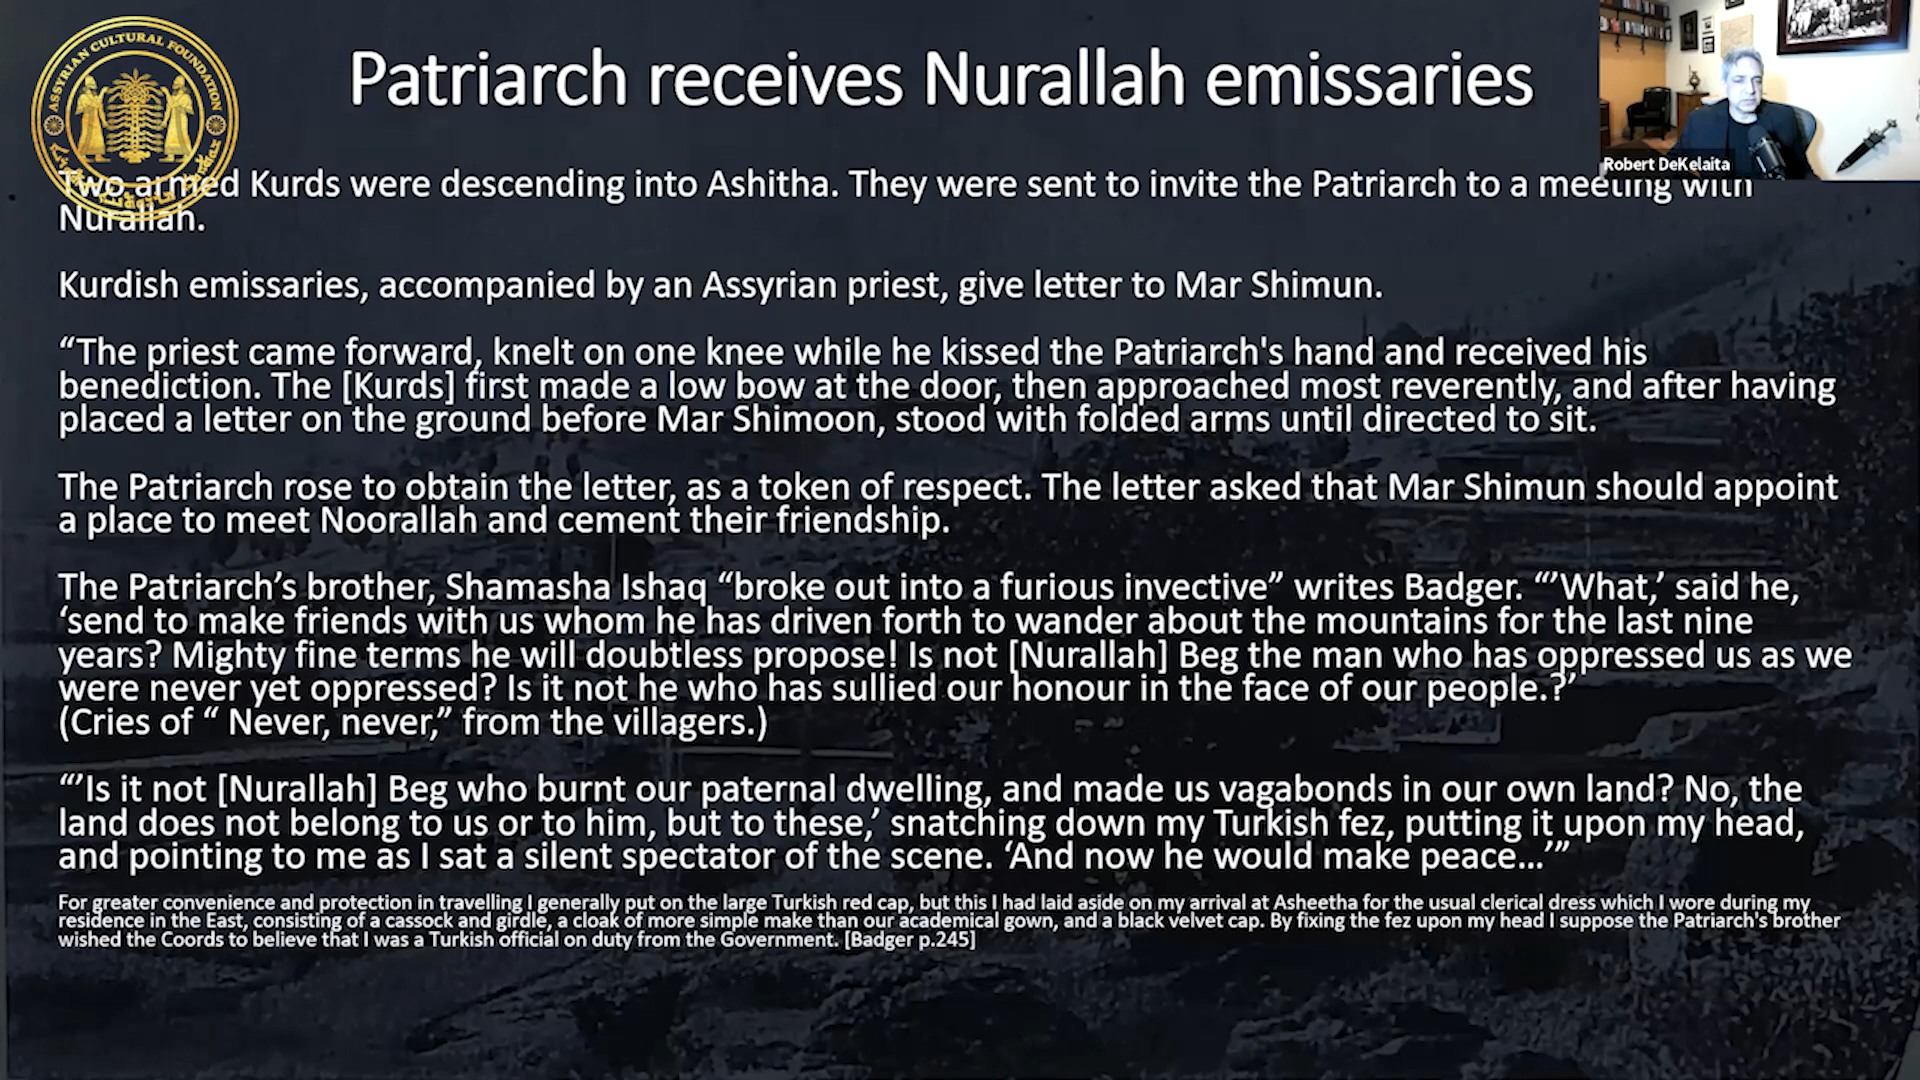 ASSYRIAN CULTURAL FOUNDATION
Patriarch receives Nurallah emissaries
Robert DeKelaita
Two armed Kurds were descending into Ashitha. They were sent to invite the Patriarch to a meeting with
Nurallah.
Kurdish emissaries, accompanied by an Assyrian priest, give letter to Mar Shimun.
“The priest came forward, knelt on one knee while he kissed the Patriarch's hand and received his
benediction. The [Kurds] first made a low bow at the door, then approached most reverently, and after having
placed a letter on the ground before Mar Shimoon, stood with folded arms until directed to sit.
The Patriarch rose to obtain the letter, as a token of respect. The letter asked that Mar Shimun should appoint
a place to meet Noorallah and cement their friendship.
The Patriarch’s brother, Shamasha Ishaq “broke out into a furious invective” writes Badger. “’What,’ said he,
‘send to make friends with us whom he has driven forth to wander about the mountains for the last nine
years? Mighty fine terms he will doubtless propose! Is not [Nurallah] Beg the man who has oppressed us as we
were never yet oppressed? Is it not he who has sullied our honour in the face of our people.?’
(Cries of “ Never, never,” from the villagers.)
“’Is it not [Nurallah] Beg who burnt our paternal dwelling, and made us vagabonds in our own land? No, the
land does not belong to us or to him, but to these,’ snatching down my Turkish fez, putting it upon my head,
and pointing to me as I sat a silent spectator of the scene. ‘And now he would make peace…’”
For greater convenience and protection in travelling I generally put on the large Turkish red cap, but this I had laid aside on my arrival at Asheetha for the usual clerical dress which I wore during my
residence in the East, consisting of a cassock and girdle, a cloak of more simple make than our academical gown, and a black velvet cap. By fixing the fez upon my head I suppose the Patriarch's brother
wished the Coords to believe that I was a Turkish official on duty from the Government. [Badger p.245]